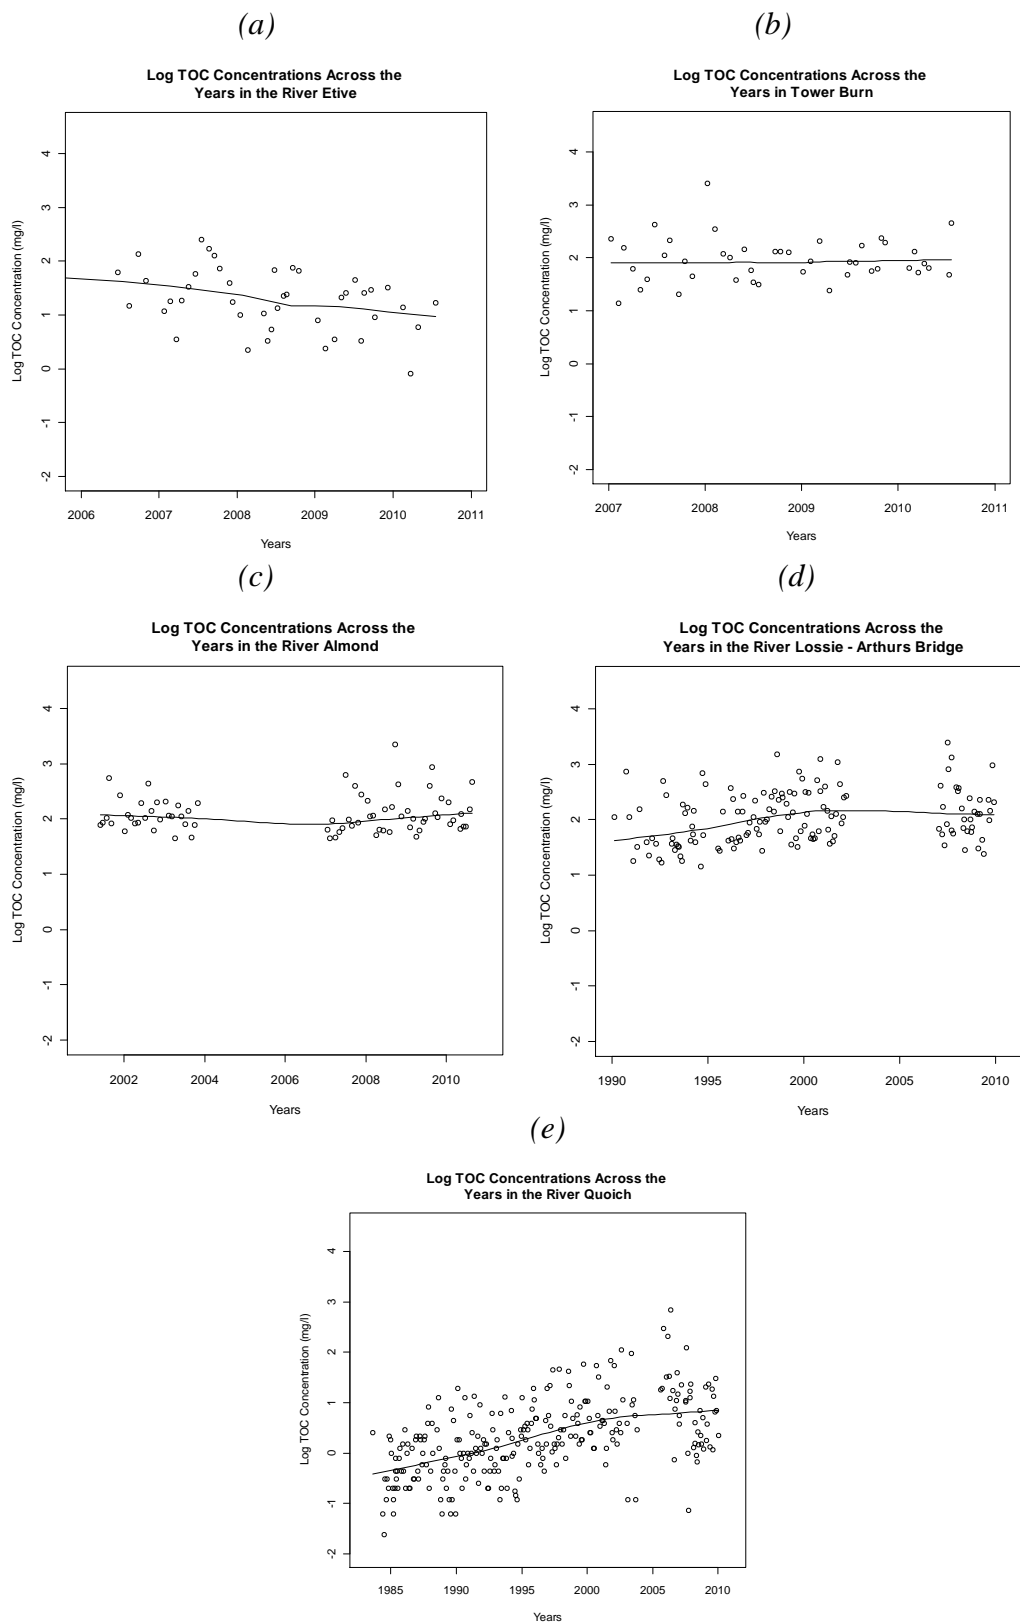 (a)
Log TOC Concentrations Across the
Years in the River Etive
Log TOC Concentration (mg/l)
4
3
2
1
0
-1
-2
2006 2007 2008 2009 2010 2011
Years
(b)
Log TOC Concentrations Across the
Years in Tower Burn
Log TOC Concentration (mg/l)
4
3
2
1
0
-1
-2
2007 2008 2009 2010 2011
Years
(c)
Log TOC Concentrations Across the
Years in the River Almond
Log TOC Concentration (mg/l)
4
3
2
1
0
-1
-2
2002 2004 2006 2008 2010
Years
(d)
Log TOC Concentrations Across the
Years in the River Lossie - Arthurs Bridge
Log TOC Concentration (mg/l)
4
3
2
1
0
-1
-2
1990 1995 2000 2005 2010
Years
(e)
Log TOC Concentrations Across the
Years in the River Quoich
Log TOC Concentration (mg/l)
4
3
2
1
0
-1
-2
1985 1990 1995 2000 2005 2010
Years